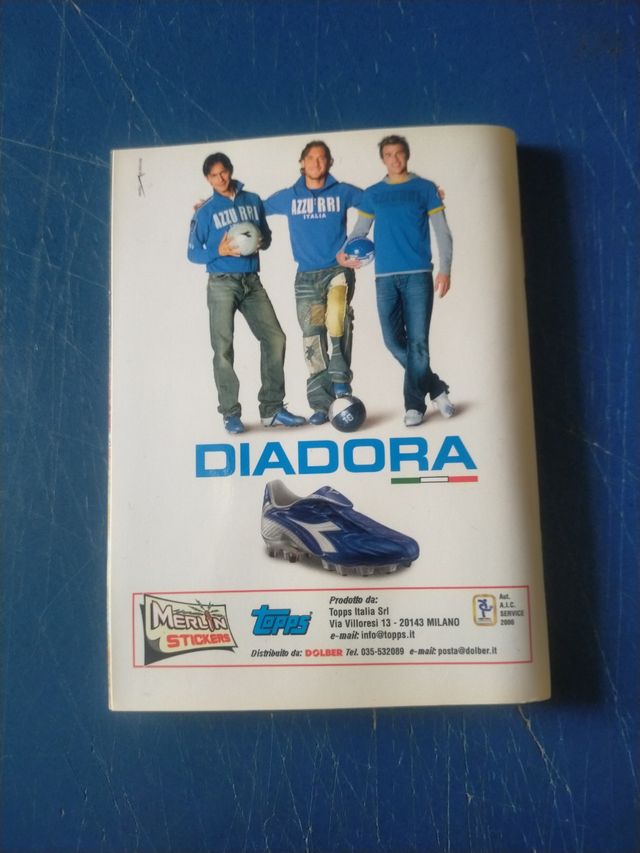 AZZURRI
AZZURRI
ITALIA
AZZURRI
DIADORA
MERLIN
STICKERS
Topps
Prodotto da:
Topps Italia Srl
Via Villoresi 13 - 20143 MILANO
e-mail: info@topps.it
Aut.
A.I.C.
SERVICE
2000
Distribuito da: DOLBER Tel. 035-532089 e-mail: posta@dolber.it